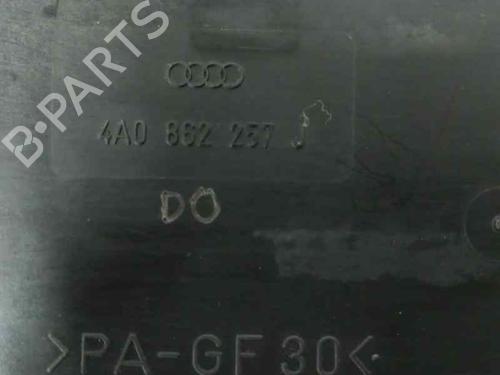 B-PARTS
4A0 862 257 J
DO
>PA-GF30<